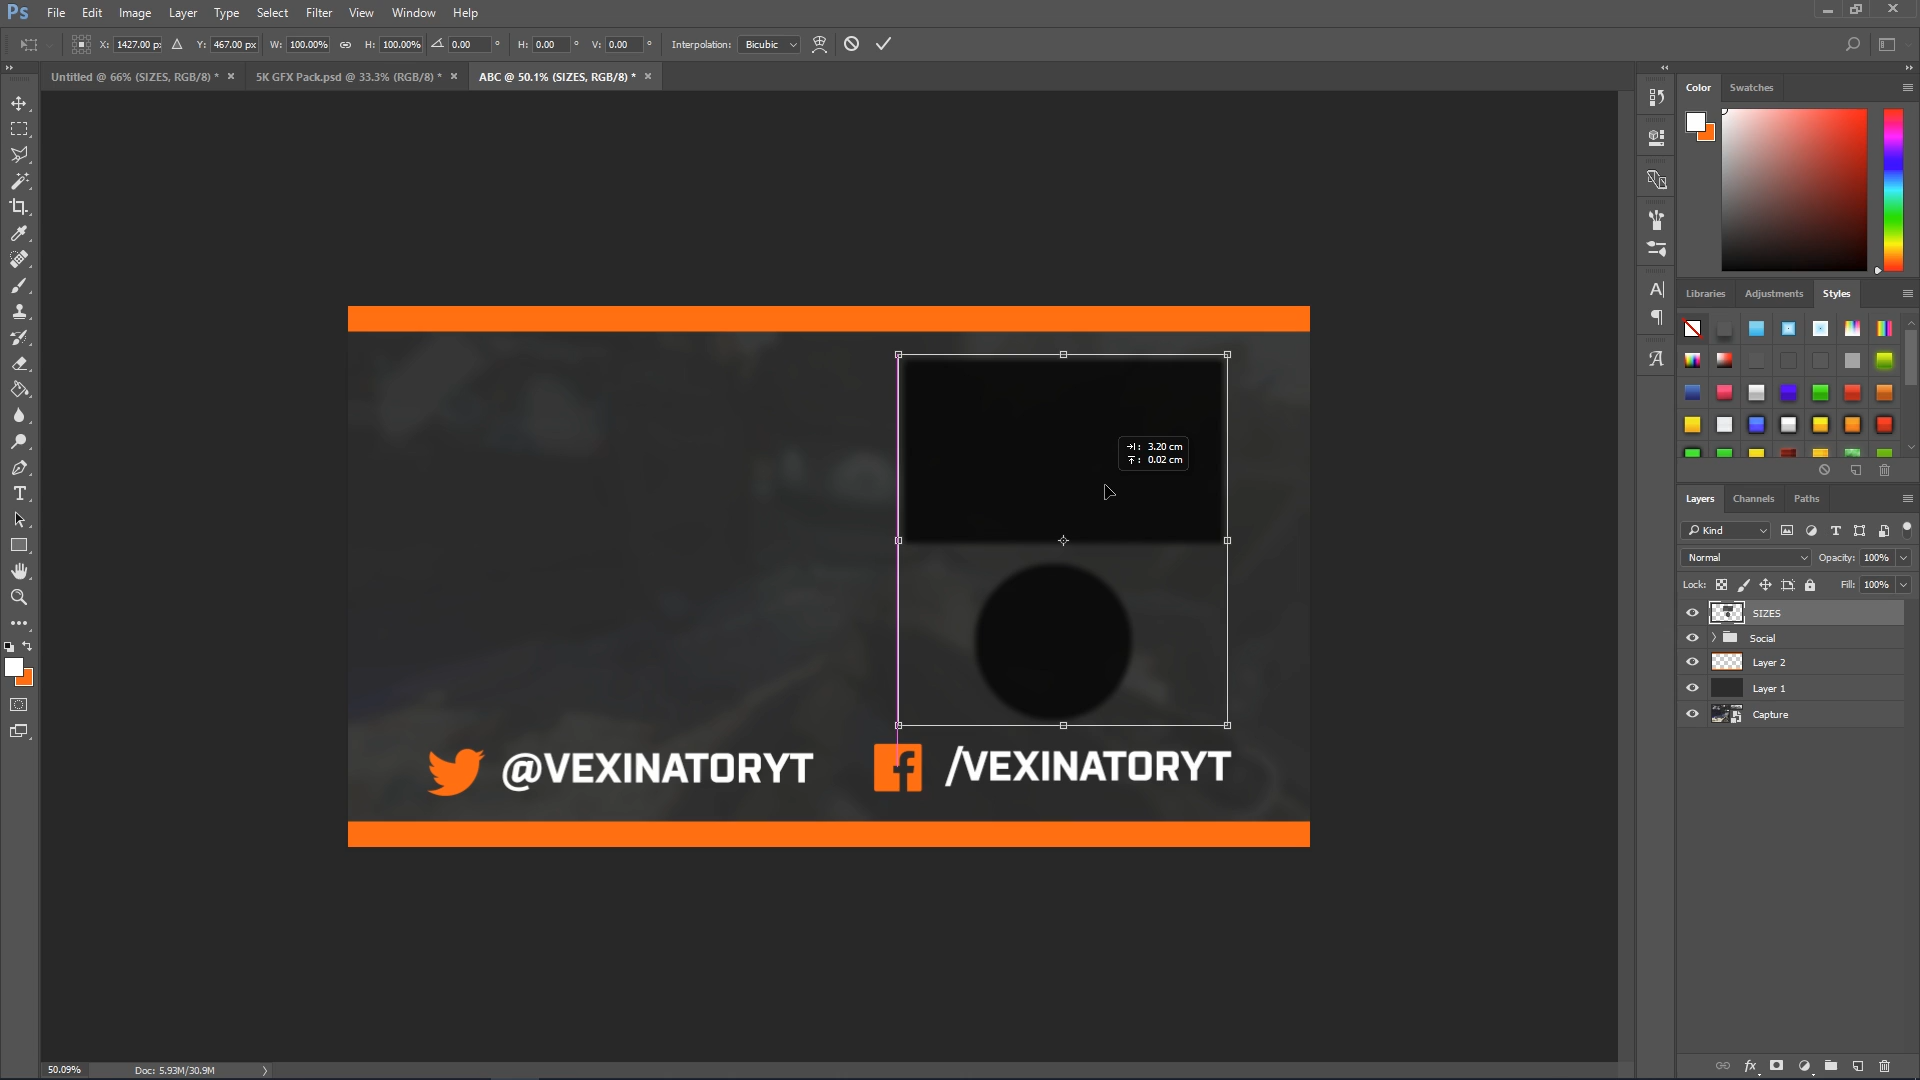 Ps File Edit Image Layer Type Select Filter View Window Help
X: 1427.00 px Y: 467.00 px W: 100.00% H: 100.00% 0.00 ° H: 0.00 ° V: 0.00 ° Interpolation: Bicubic
Untitled @ 66% (SIZES, RGB/8) * × 5K GFX Pack.psd @ 33.3% (RGB/8) * × ABC @ 50.1% (SIZES, RGB/8) * ×
Color Swatches
Libraries Adjustments Styles
3.20 cm
0.02 cm
Layers Channels Paths
Kind
Normal Opacity: 100%
Lock: Fill: 100%
SIZES
Social
Layer 2
Layer 1
Capture
@VEXINATORYT /VEXINATORYT
50.09% Doc: 5.93M/30.9M